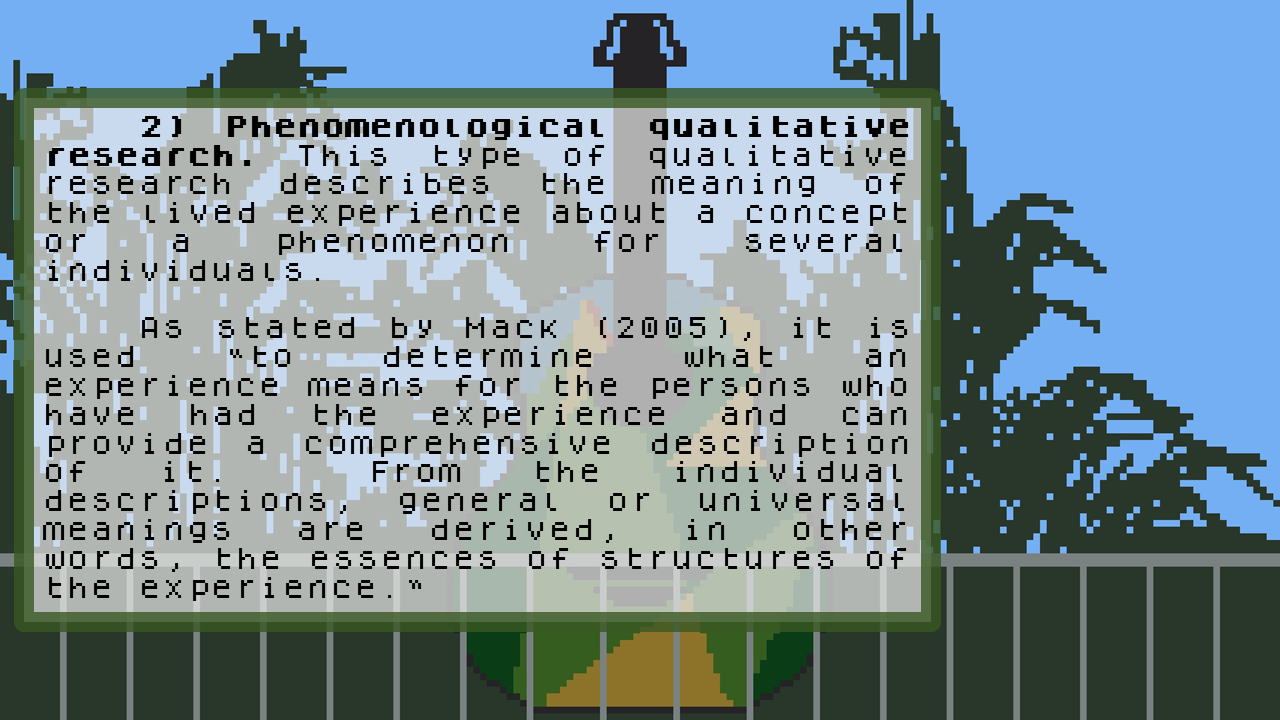 2) Phenomenological qualitative
research. This type of qualitative
research describes the meaning of
the lived experience about a concept
or a phenomenon for several
individuals.
As stated by Mack (2005), it is
used "to determine what an
experience means for the persons who
have had the experience and can
provide a comprehensive description
of it. From the individual
descriptions, general or universal
meanings are derived, in other
words, the essences of structures of
the experience."